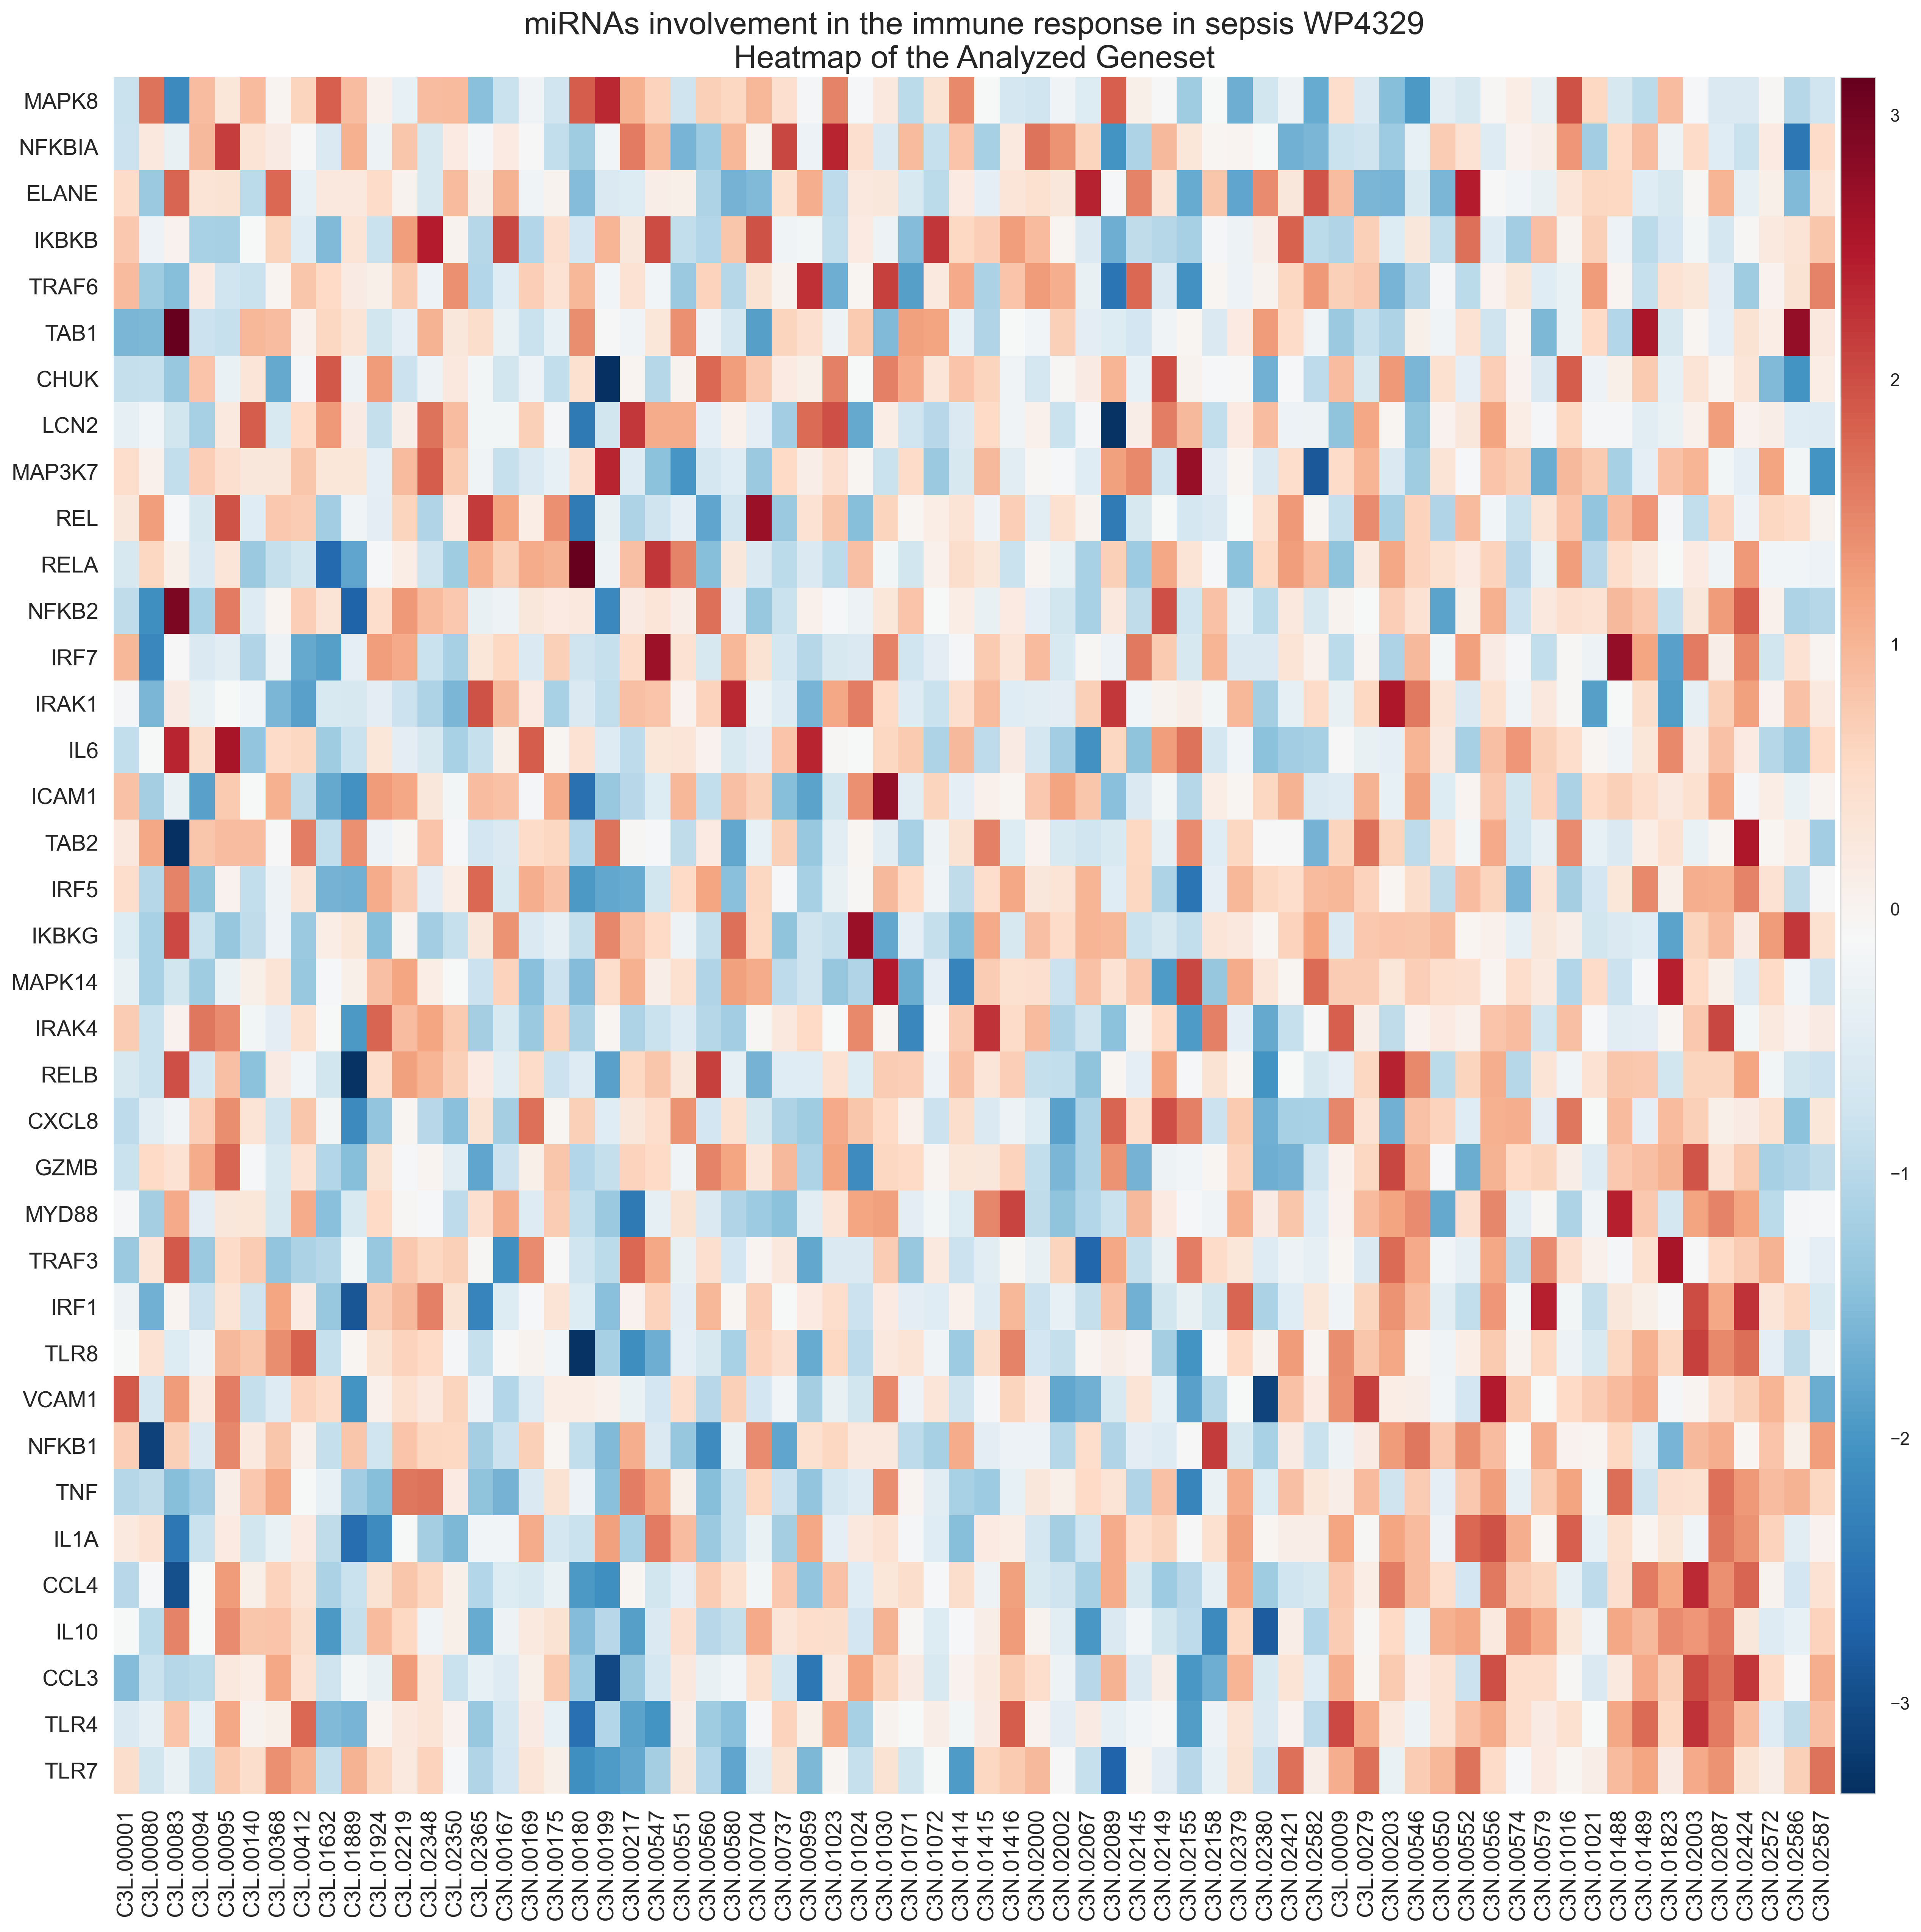 miRNAs involvement in the immune response in sepsis WP4329
Heatmap of the Analyzed Geneset
MAPK8
NFKBIA
ELANE
IKBKB
TRAF6
TAB1
CHUK
LCN2
MAP3K7
REL
RELA
NFKB2
IRF7
IRAK1
IL6
ICAM1
TAB2
IRF5
IKBKG
MAPK14
IRAK4
RELB
CXCL8
GZMB
MYD88
TRAF3
IRF1
TLR8
VCAM1
NFKB1
TNF
IL1A
CCL4
IL10
CCL3
TLR4
TLR7
3
2
1
0
−1
−2
−3
C3L.00001
C3L.00080
C3L.00083
C3L.00094
C3L.00095
C3L.00140
C3L.00368
C3L.00412
C3L.01632
C3L.01889
C3L.01924
C3L.02219
C3L.02348
C3L.02350
C3L.02365
C3N.00167
C3N.00169
C3N.00175
C3N.00180
C3N.00199
C3N.00217
C3N.00547
C3N.00551
C3N.00560
C3N.00580
C3N.00704
C3N.00737
C3N.00959
C3N.01023
C3N.01024
C3N.01030
C3N.01071
C3N.01072
C3N.01414
C3N.01415
C3N.01416
C3N.02000
C3N.02002
C3N.02067
C3N.02089
C3N.02145
C3N.02149
C3N.02155
C3N.02158
C3N.02379
C3N.02380
C3N.02421
C3N.02582
C3L.00009
C3L.00279
C3N.00203
C3N.00546
C3N.00550
C3N.00552
C3N.00556
C3N.00574
C3N.00579
C3N.01016
C3N.01021
C3N.01488
C3N.01489
C3N.01823
C3N.02003
C3N.02087
C3N.02424
C3N.02572
C3N.02586
C3N.02587